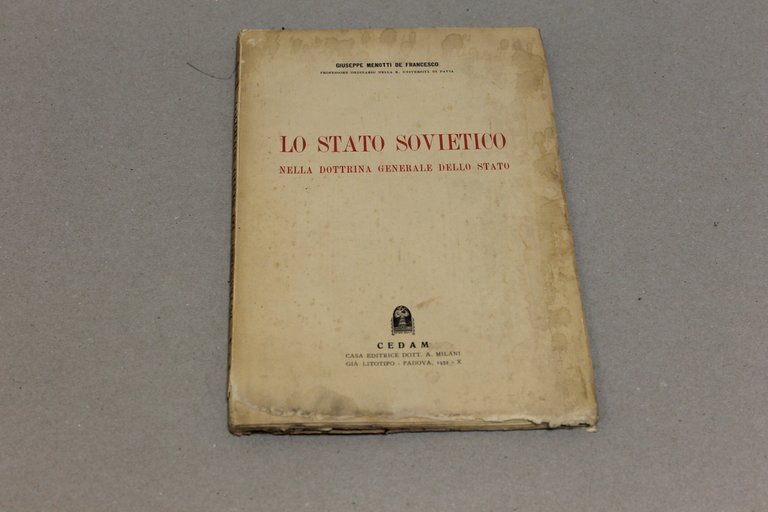 GIUSEPPE MENOTTI DE FRANCESCO
PROFESSORE ORDINARIO NELLA R. UNIVERSITÀ DI PAVIA
LO STATO SOVIETICO
NELLA DOTTRINA GENERALE DELLO STATO
CEDAM
CASA EDITRICE DOTT. A. MILANI
GIÀ LITOTIPO - PADOVA, 1932 - X